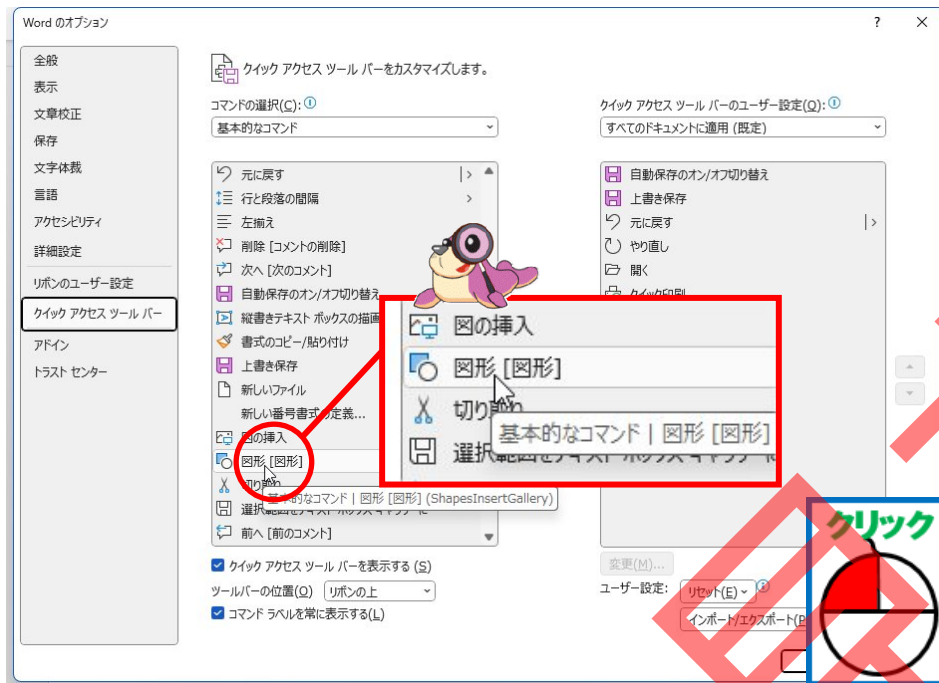 Word のオプション
全般
表示
文章校正
保存
文字体裁
言語
アクセシビリティ
詳細設定
リボンのユーザー設定
クイック アクセス ツール バー
アドイン
トラスト センター
クイック アクセス ツール バーをカスタマイズします。
コマンドの選択(C):
基本的なコマンド
元に戻す
行と段落の間隔
左揃え
削除 [コメントの削除]
次へ [次のコメント]
自動保存のオン/オフ切り替え
縦書きテキスト ボックスの描画
書式のコピー/貼り付け
上書き保存
新しいファイル
新しい番号書式の定義...
図の挿入
図形 [図形]
切り取り
基本的なコマンド | 図形 [図形] (ShapesInsertGallery)
前へ [前のコメント]
クイック アクセス ツール バーを表示する (S)
ツールバーの位置(O) リボンの上
コマンド ラベルを常に表示する(L)
クイック アクセス ツール バーのユーザー設定(Q):
すべてのドキュメントに適用 (既定)
自動保存のオン/オフ切り替え
上書き保存
元に戻す
やり直し
開く
クイック印刷
図の挿入
図形 [図形]
切り取り
基本的なコマンド | 図形 [図形]
変更(M)...
ユーザー設定: リセット(E)
インポート/エクスポート(P
クリック